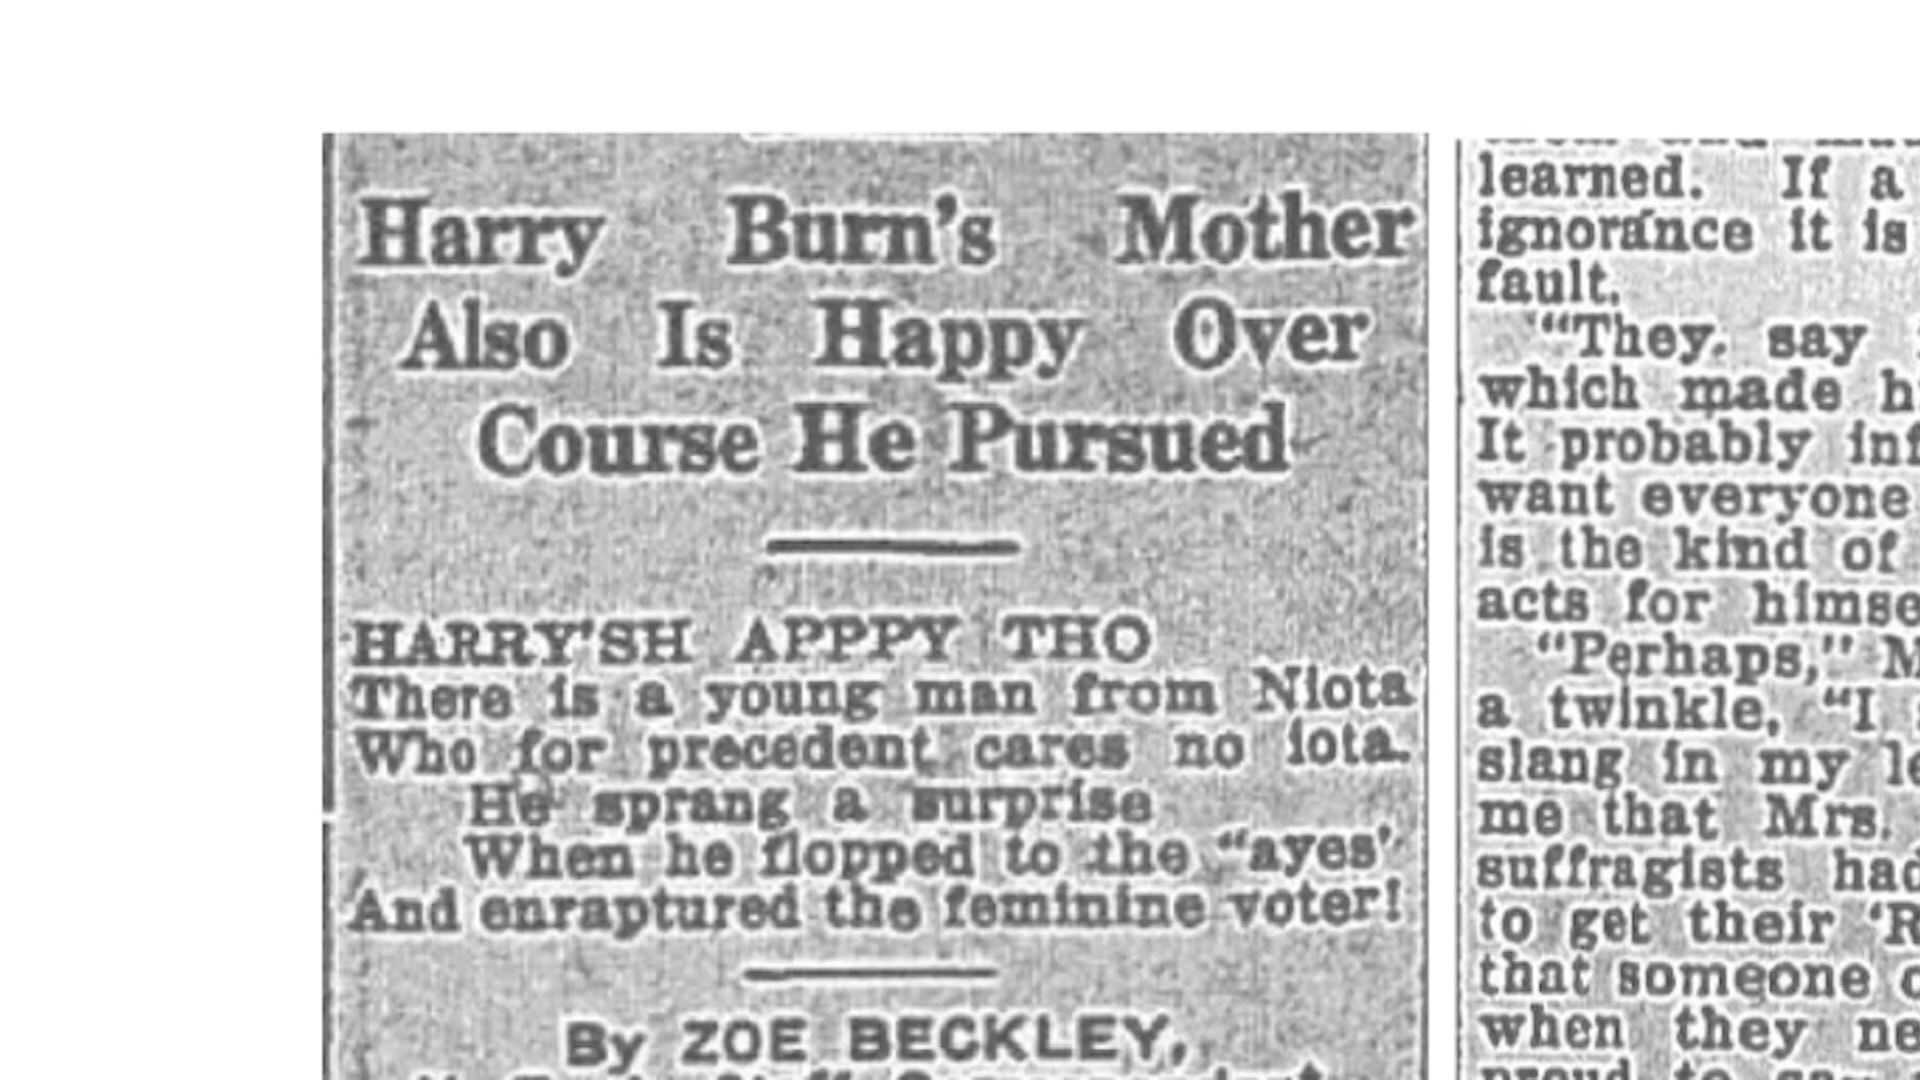 Harry Burn's Mother
Also Is Happy Over
Course He Pursued
HARRY'SH APPPY THO
There is a young man from Niota
Who for precedent cares no iota.
He sprang a surprise
When he flopped to the "ayes"
And enraptured the feminine voter!
By ZOE BECKLEY,
learned. If a
ignorance it is
fault.
"They say
which made
It probably
want everyone
is the kind of
acts for
"Perhaps,"
a twinkle, "I
slang in my
me that Mrs.
suffragists had
to get their
that someone
when they
proud to say